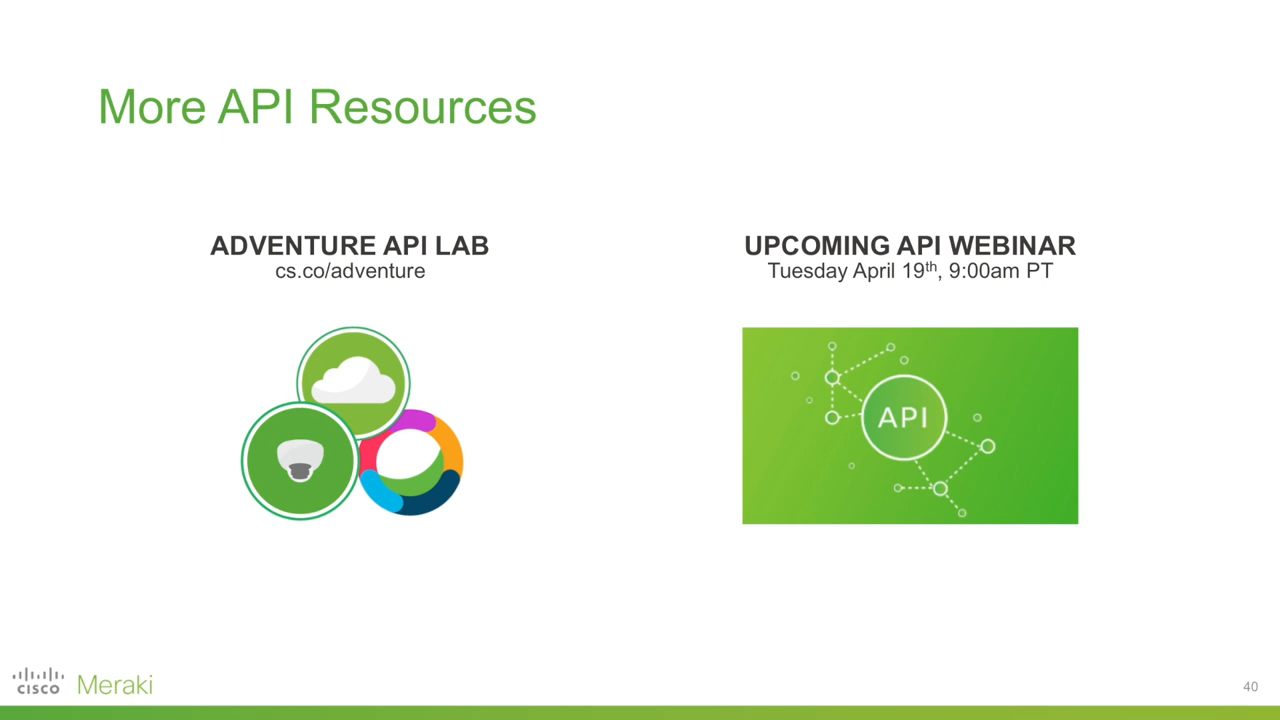 More API Resources
ADVENTURE API LAB
cs.co/adventure
UPCOMING API WEBINAR
Tuesday April 19th, 9:00am PT
API
CISCO Meraki
40